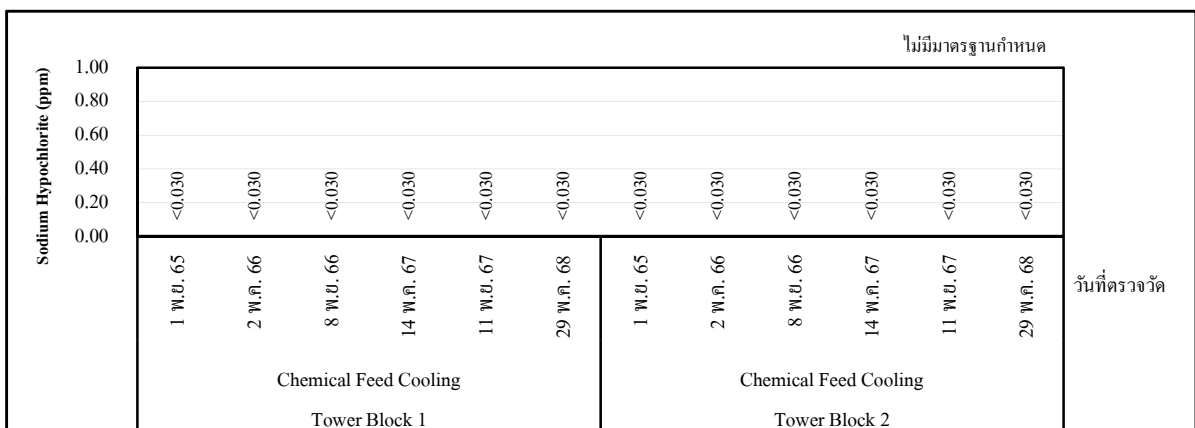 ไม่มีมาตรฐานกำหนด
Sodium Hypochlorite (ppm)
1.00
0.80
0.60
0.40
0.20
0.00
<0.030
<0.030
<0.030
<0.030
<0.030
<0.030
<0.030
<0.030
<0.030
<0.030
<0.030
<0.030
1 พ.ย. 65
2 พ.ค. 66
8 พ.ย. 66
14 พ.ค. 67
11 พ.ย. 67
29 พ.ค. 68
1 พ.ย. 65
2 พ.ค. 66
8 พ.ย. 66
14 พ.ค. 67
11 พ.ย. 67
29 พ.ค. 68
วันที่ตรวจวัด
Chemical Feed Cooling
Tower Block 1
Chemical Feed Cooling
Tower Block 2